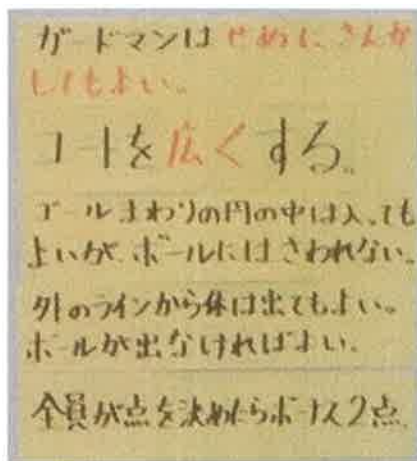 ガードマンは せめに さんか
してもよい。
コートを広くする。
ゴールまわりの円の中は入っても
よいが、ボールにはさわれない。
外のラインから体は出てもよい。
ボールが出なければよい。
全員が点を決めたらボーナス2点